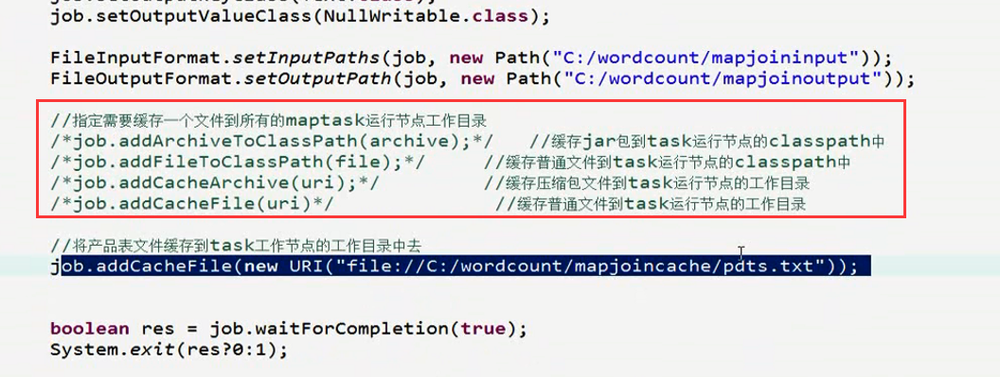 job.setOutputValueClass(NullWritable.class);
FileInputFormat.setInputPaths(job, new Path("C:/wordcount/mapjoininput"));
FileOutputFormat.setOutputPath(job, new Path("C:/wordcount/mapjoinoutput"));
//指定需要缓存一个文件到所有的maptask运行节点工作目录
/*job.addArchiveToClassPath(archive);*/ //缓存jar包到task运行节点的classpath中
/*job.addFileToClassPath(file);*/ //缓存普通文件到task运行节点的classpath中
/*job.addCacheArchive(uri);*/ //缓存压缩包文件到task运行节点的工作目录
/*job.addCacheFile(uri)*/ //缓存普通文件到task运行节点的工作目录
//将产品表文件缓存到task工作节点的工作目录中去
job.addCacheFile(new URI("file://C:/wordcount/mapjoincache/pdts.txt"));
boolean res = job.waitForCompletion(true);
System.exit(res?0:1);